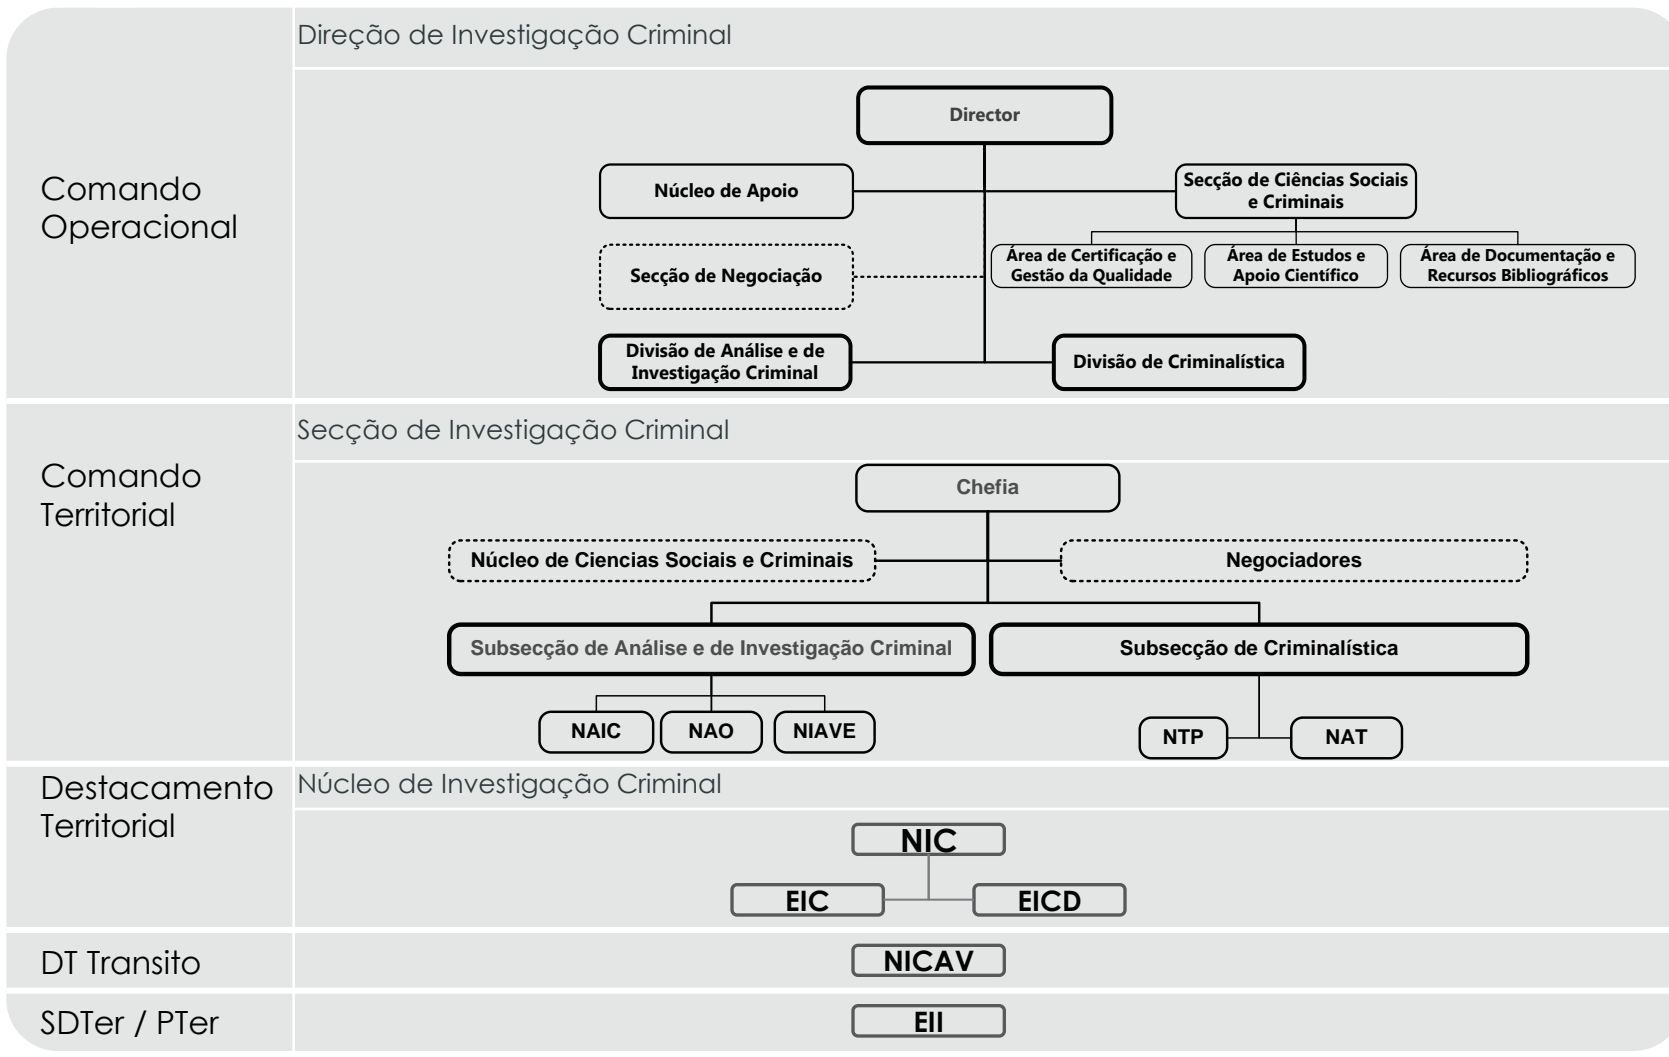 Direção de Investigação Criminal
Comando
Operacional
Director
Núcleo de Apoio
Secção de Ciências Sociais
e Criminais
Secção de Negociação
Área de Certificação e
Gestão da Qualidade
Área de Estudos e
Apoio Científico
Área de Documentação e
Recursos Bibliográficos
Divisão de Análise e de
Investigação Criminal
Divisão de Criminalística
Secção de Investigação Criminal
Comando
Territorial
Chefia
Núcleo de Ciencias Sociais e Criminais
Negociadores
Subsecção de Análise e de Investigação Criminal
Subsecção de Criminalística
NAIC
NAO
NIAVE
NTP
NAT
Destacamento
Territorial
Núcleo de Investigação Criminal
NIC
EIC
EICD
DT Transito
NICAV
SDTer / PTer
EII